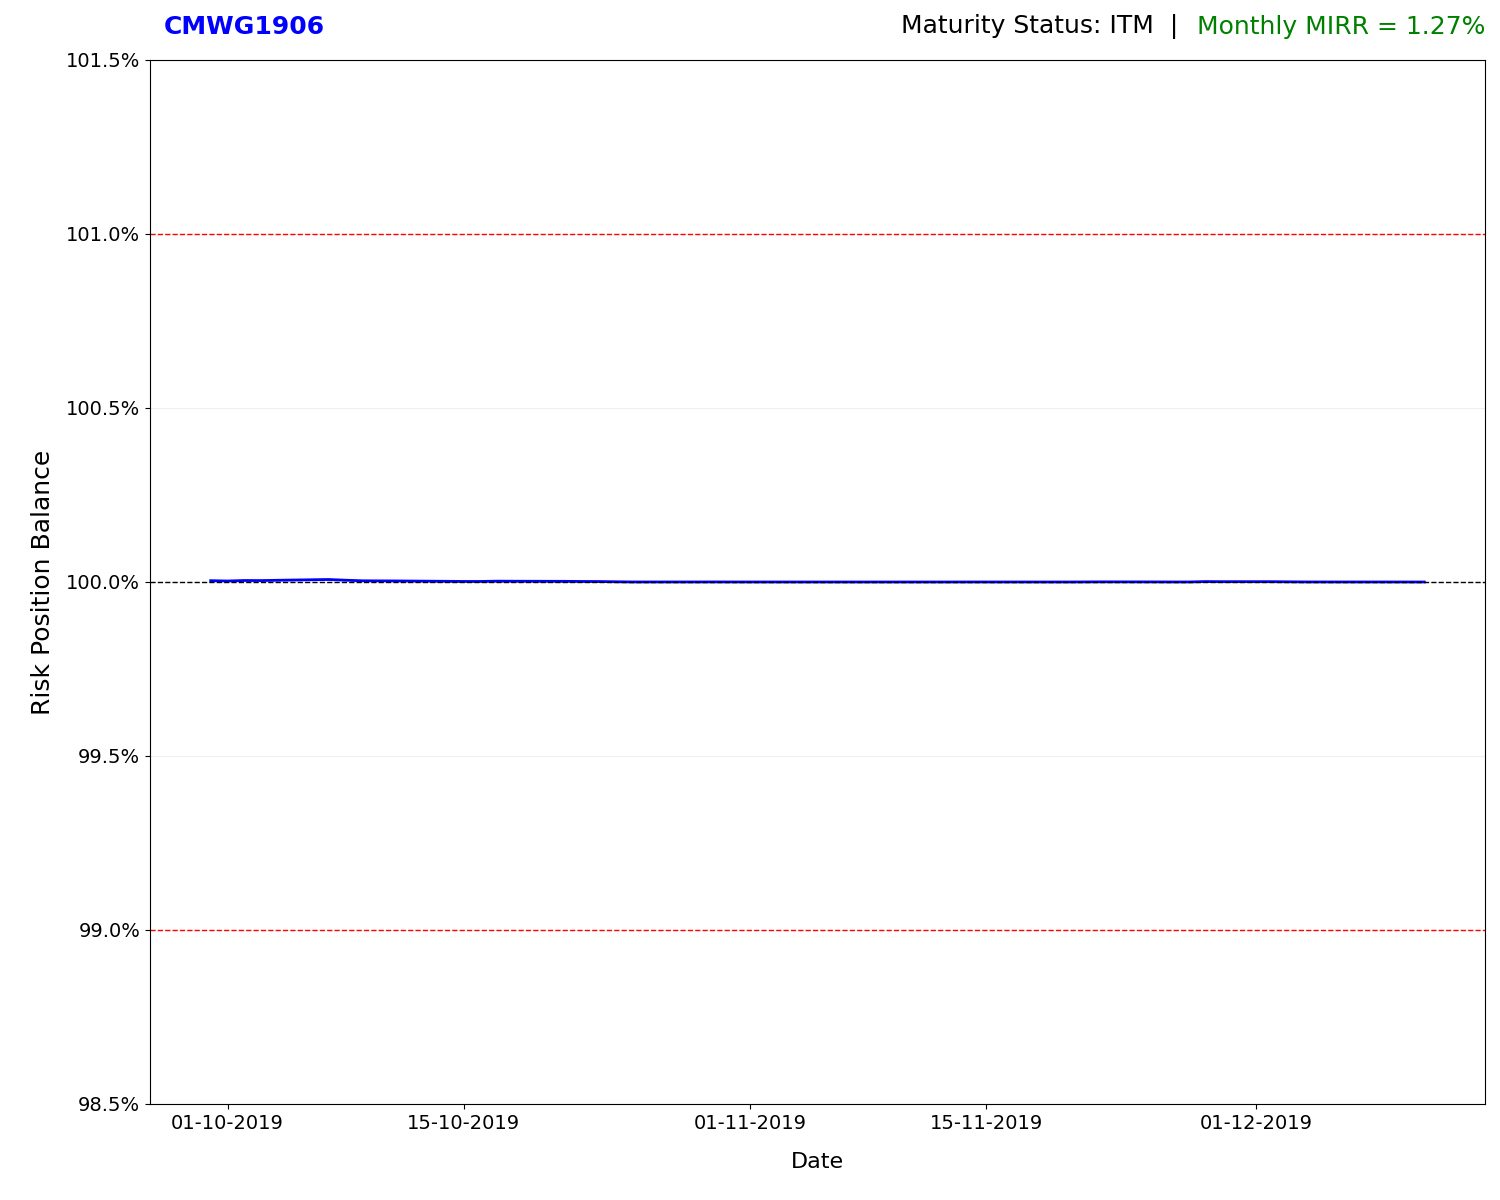 CMWG1906
Maturity Status: ITM | Monthly MIRR = 1.27%
101.5%
101.0%
100.5%
100.0%
99.5%
99.0%
98.5%
Risk Position Balance
01-10-2019 15-10-2019 01-11-2019 15-11-2019 01-12-2019
Date